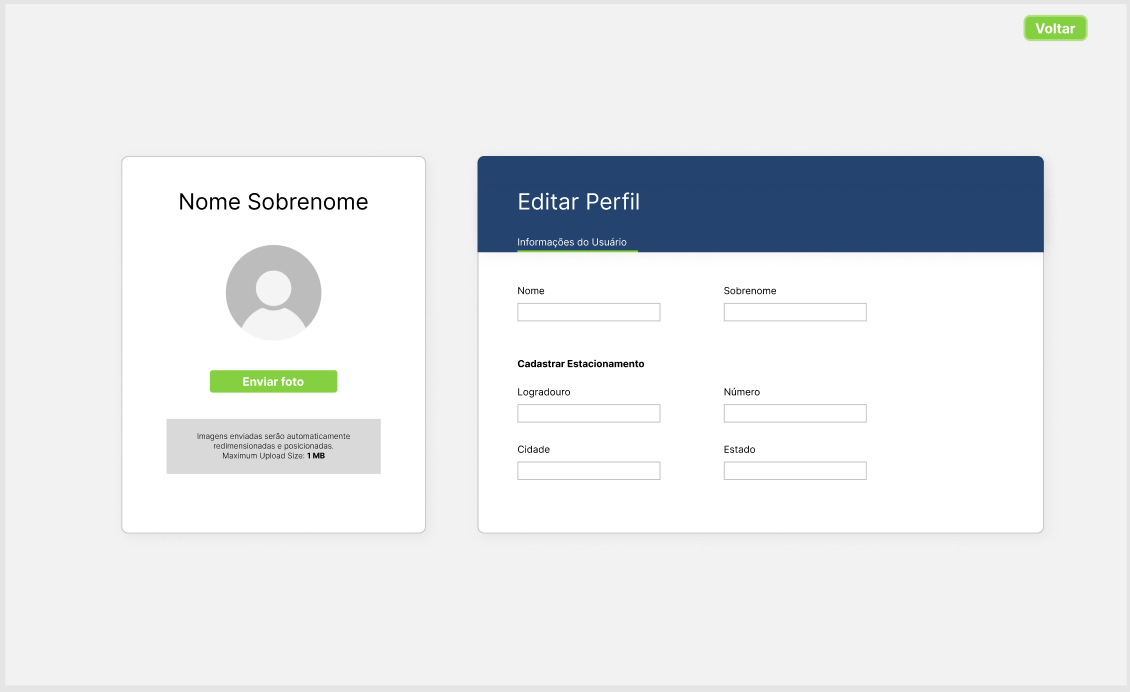 Voltar
Nome Sobrenome
Enviar foto
Imagens enviadas serão automaticamente
redimensionadas e posicionadas.
Maximum Upload Size: 1 MB
Editar Perfil
Informações do Usuário
Nome
Sobrenome
Cadastrar Estacionamento
Logradouro
Número
Cidade
Estado